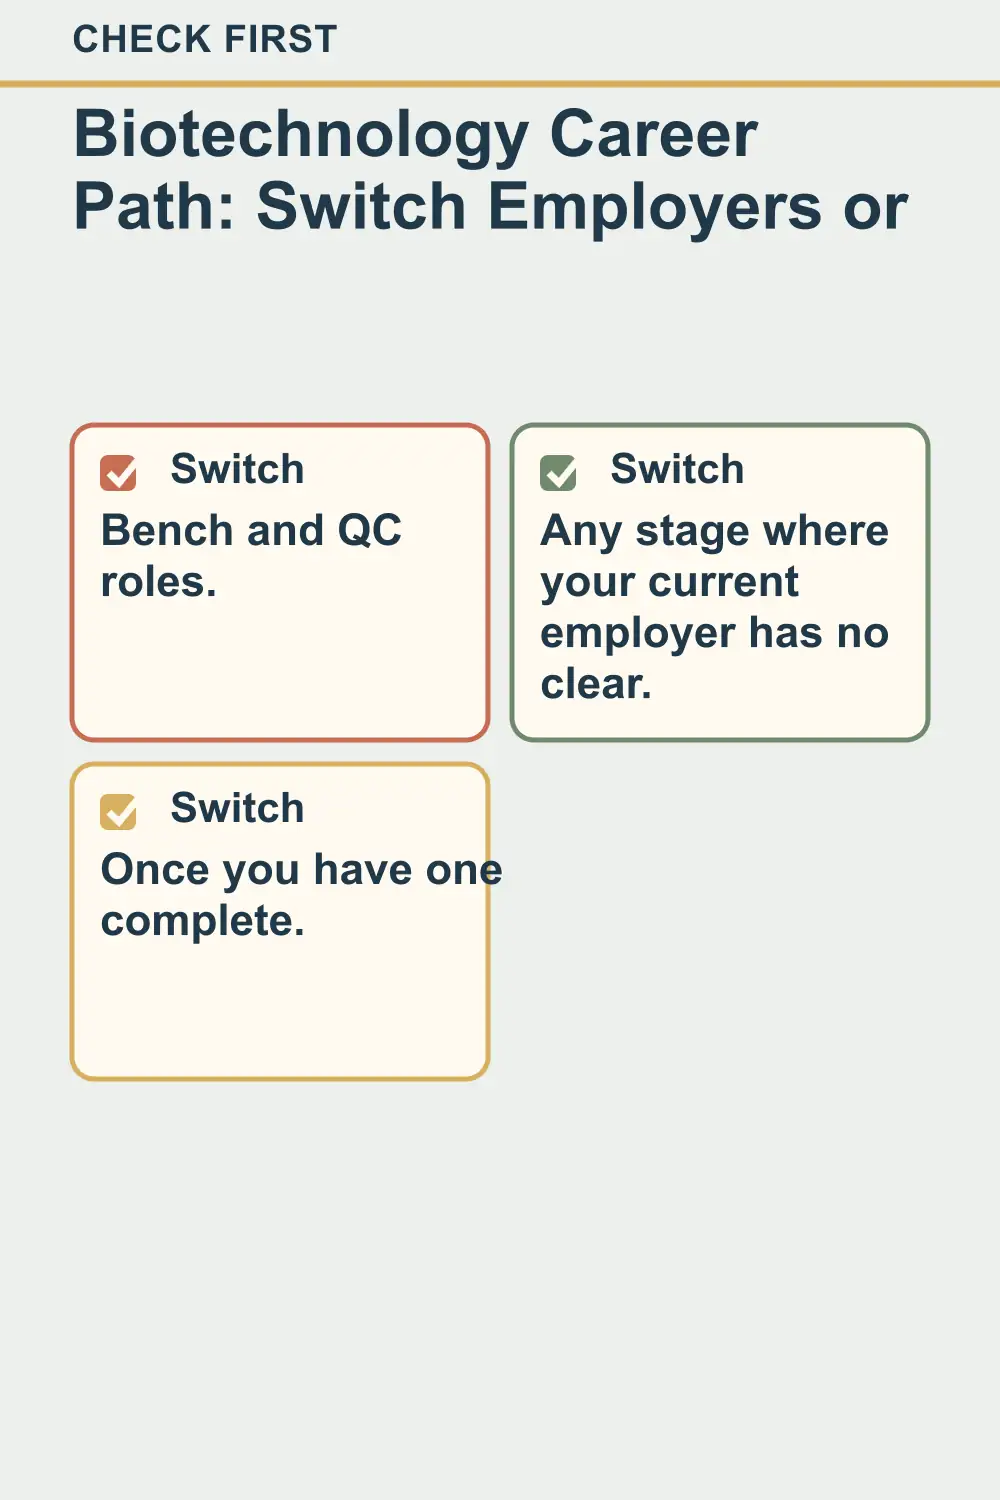 CHECK FIRST
Biotechnology Career
Path: Switch Employers or
Switch
Bench and QC
roles.
Switch
Any stage where
your current
employer has no
clear.
Switch
Once you have one
complete.